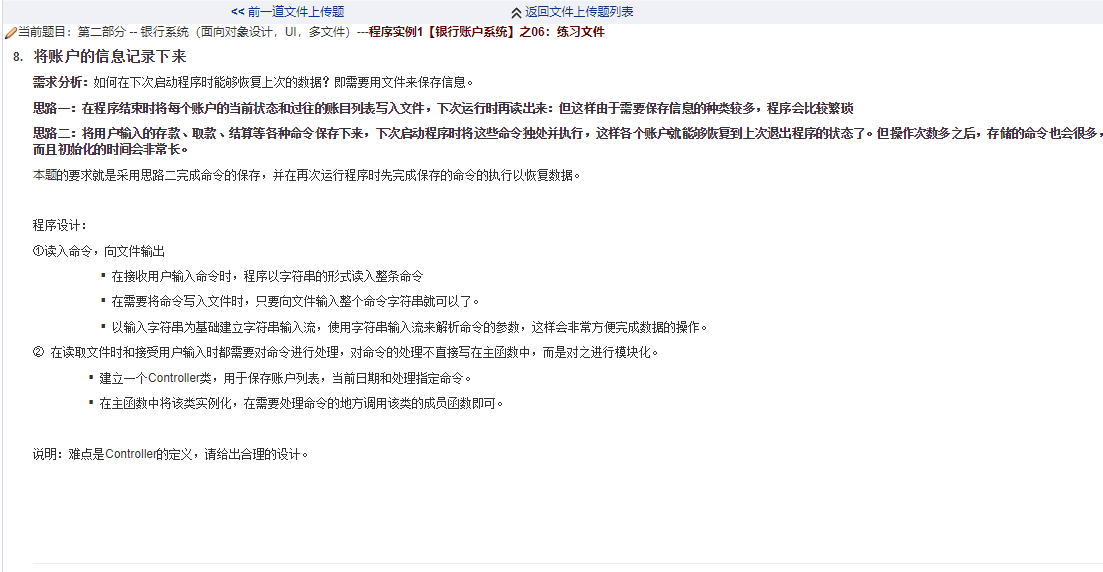 << 前一道文件上传题 返回文件上传题列表
当前题目：第二部分 -- 银行系统（面向对象设计，UI，多文件）---程序实例1【银行账户系统】之06：练习文件
8. 将账户的信息记录下来
需求分析：如何在下次启动程序时能够恢复上次的数据？即需要用文件来保存信息。
思路一：在程序结束时将每个账户的当前状态和过往的账目列表写入文件，下次运行时再读出来：但这样由于需要保存信息的种类较多，程序会比较繁琐
思路二：将用户输入的存款、取款、结算等各种命令保存下来，下次启动程序时将这些命令独处并执行，这样各个账户就能够恢复到上次退出程序的状态了。但操作次数多之后，存储的命令也会很多，
而且初始化的时间会非常长。
本题的要求就是采用思路二完成命令的保存，并在再次运行程序时先完成保存的命令的执行以恢复数据。
程序设计：
①读入命令，向文件输出
▪ 在接收用户输入命令时，程序以字符串的形式读入整条命令
▪ 在需要将命令写入文件时，只要向文件输入整个命令字符串就可以了。
▪ 以输入字符串为基础建立字符串输入流，使用字符串输入流来解析命令的参数，这样会非常方便完成数据的操作。
② 在读取文件时和接受用户输入时都需要对命令进行处理，对命令的处理不直接写在主函数中，而是对之进行模块化。
▪ 建立一个Controller类，用于保存账户列表，当前日期和处理指定命令。
▪ 在主函数中将该类实例化，在需要处理命令的地方调用该类的成员函数即可。
说明：难点是Controller的定义，请给出合理的设计。